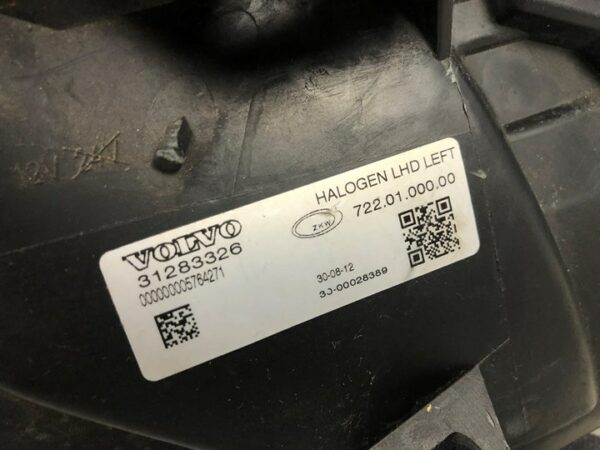 VOLVO
31283326
000000005764271
HALOGEN LHD LEFT
ZKW
722.01.000.00
30-08-12
30-00028389